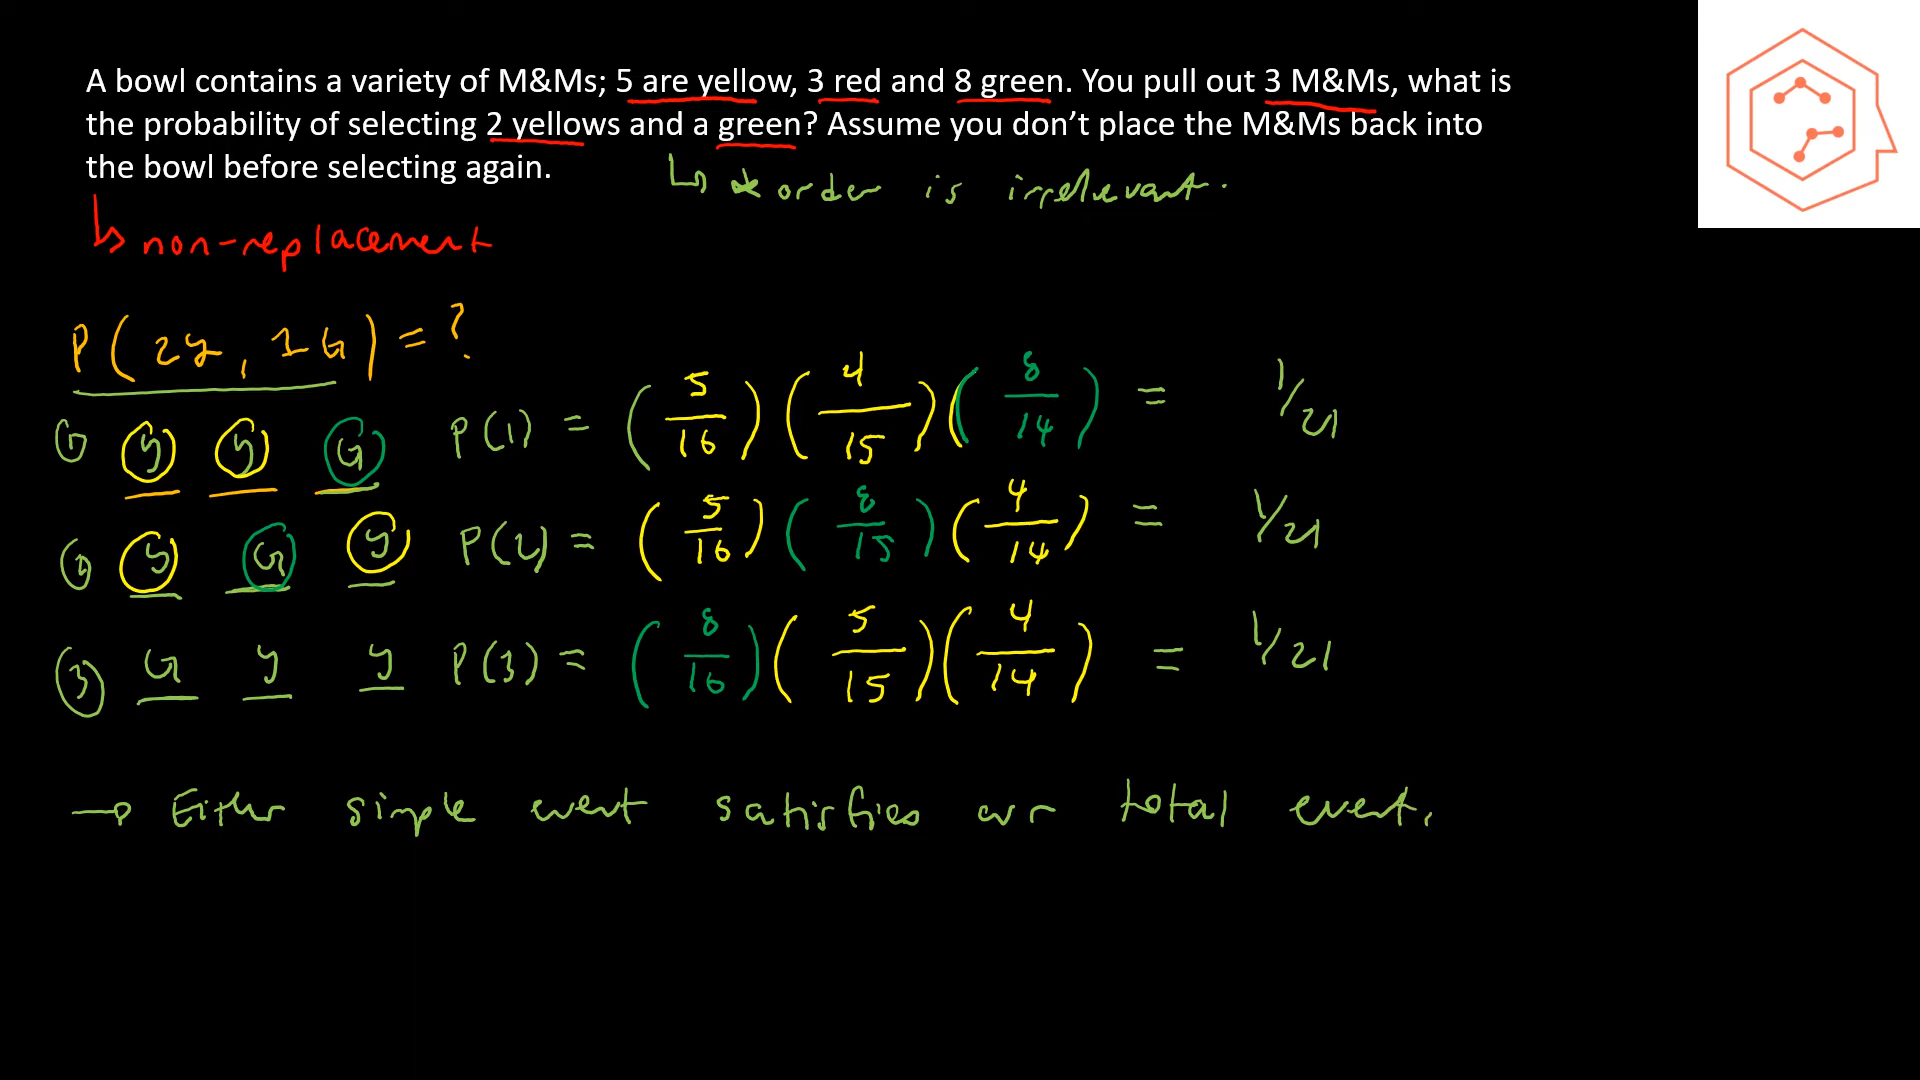 A bowl contains a variety of M&Ms; 5 are yellow, 3 red and 8 green. You pull out 3 M&Ms, what is
the probability of selecting 2 yellows and a green? Assume you don’t place the M&Ms back into
the bowl before selecting again.
↳ * order is irrelevant.
↳ non-replacement
P(2y, 1G) = ?
① y y G P(1) = (5/16)(4/15)(8/14) = 1/21
② y G y P(2) = (5/16)(8/15)(4/14) = 1/21
③ G y y P(3) = (8/16)(5/15)(4/14) = 1/21
→ Either simple event satisfies our total event.